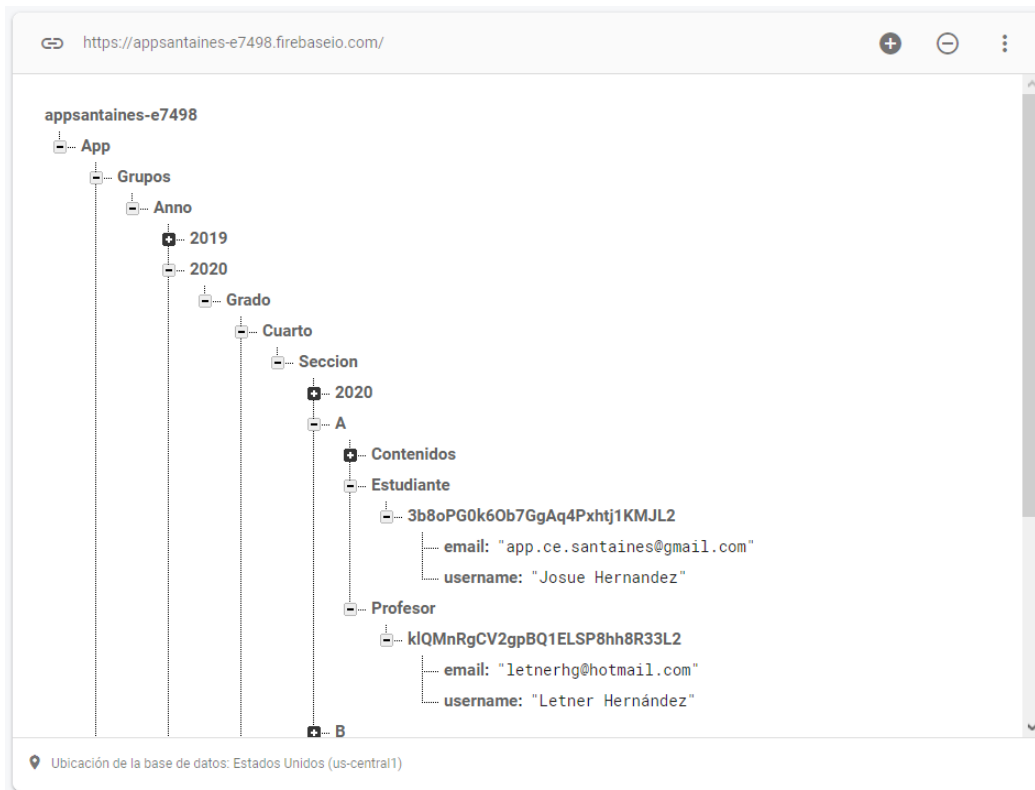 https://appsantaines-e7498.firebaseio.com/
appsantaines-e7498
App
Grupos
Anno
2019
2020
Grado
Cuarto
Seccion
2020
A
Contenidos
Estudiante
3b8oPG0k6Ob7GgAq4Pxhtj1KMJL2
email: "app.ce.santaines@gmail.com"
username: "Josue Hernandez"
Profesor
klQMnRgCV2gpBQ1ELSP8hh8R33L2
email: "letnerhg@hotmail.com"
username: "Letner Hernández"
B
Ubicación de la base de datos: Estados Unidos (us-central1)